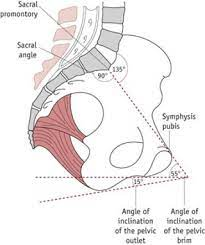 Sacral
promontory
Sacral
angle
90°
135°
Symphysis
pubis
15°
55°
Angle of
inclination
of the pelvic
outlet
Angle of
inclination
of the pelvic
brim